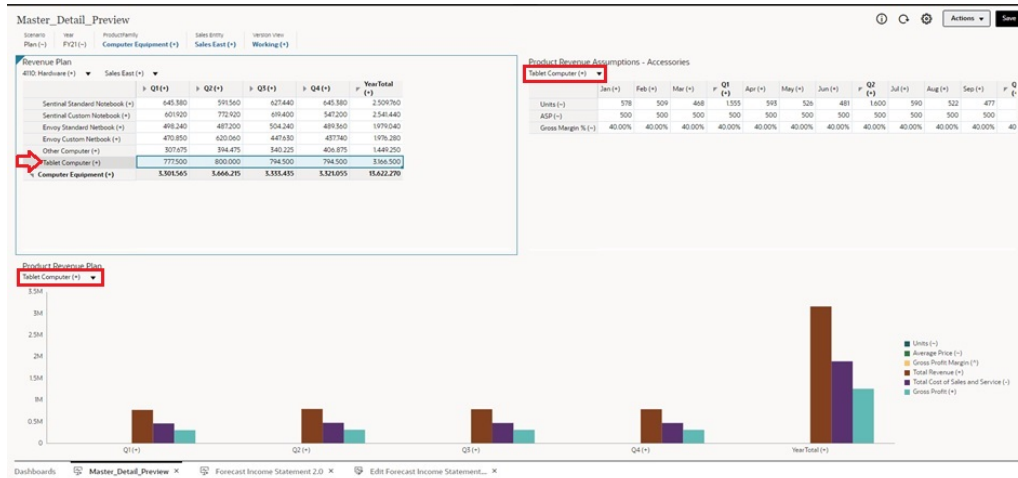 Master_Detail_Preview
Actions
Save
Scenario Year ProductFamily Sales Entity Version View
Plan (~) FY21 (~) Computer Equipment (+) Sales East (+) Working (+)
Revenue Plan
4110: Hardware (+) Sales East (+)
Q1 (+) Q2 (+) Q3 (+) Q4 (+) YearTotal (+)
Sentinal Standard Notebook (+) 645,380 591,560 627,440 645,380 2,509,760
Sentinal Custom Notebook (+) 601,920 772,920 619,400 547,200 2,541,440
Envoy Standard Netbook (+) 498,240 487,200 504,240 489,360 1,979,040
Envoy Custom Netbook (+) 470,850 620,060 447,630 437,740 1,976,280
Other Computer (+) 307,675 394,475 340,225 406,875 1,449,250
Tablet Computer (+) 777,500 800,000 794,500 794,500 3,166,500
Computer Equipment (+) 3,301,565 3,666,215 3,333,435 3,321,055 13,622,270
Product Revenue Assumptions - Accessories
Tablet Computer (+)
Jan (+) Feb (+) Mar (+) Q1 (+) Apr (+) May (+) Jun (+) Q2 (+) Jul (+) Aug (+) Sep (+)
Units (~) 578 509 468 1,555 593 526 481 1,600 590 522 477
ASP (~) 500 500 500 500 500 500 500 500 500 500 500
Gross Margin % (~) 40.00% 40.00% 40.00% 40.00% 40.00% 40.00% 40.00% 40.00% 40.00% 40.00% 40.00%
Product Revenue Plan
Tablet Computer (+)
3.5M
3M
2.5M
2M
1.5M
1M
0.5M
0
Q1 (+) Q2 (+) Q3 (+) Q4 (+) YearTotal (+)
Units (~)
Average Price (~)
Gross Profit Margin (^)
Total Revenue (+)
Total Cost of Sales and Service (-)
Gross Profit (+)
Dashboards Master_Detail_Preview × Forecast Income Statement 2.0 × Edit Forecast Income Statement... ×